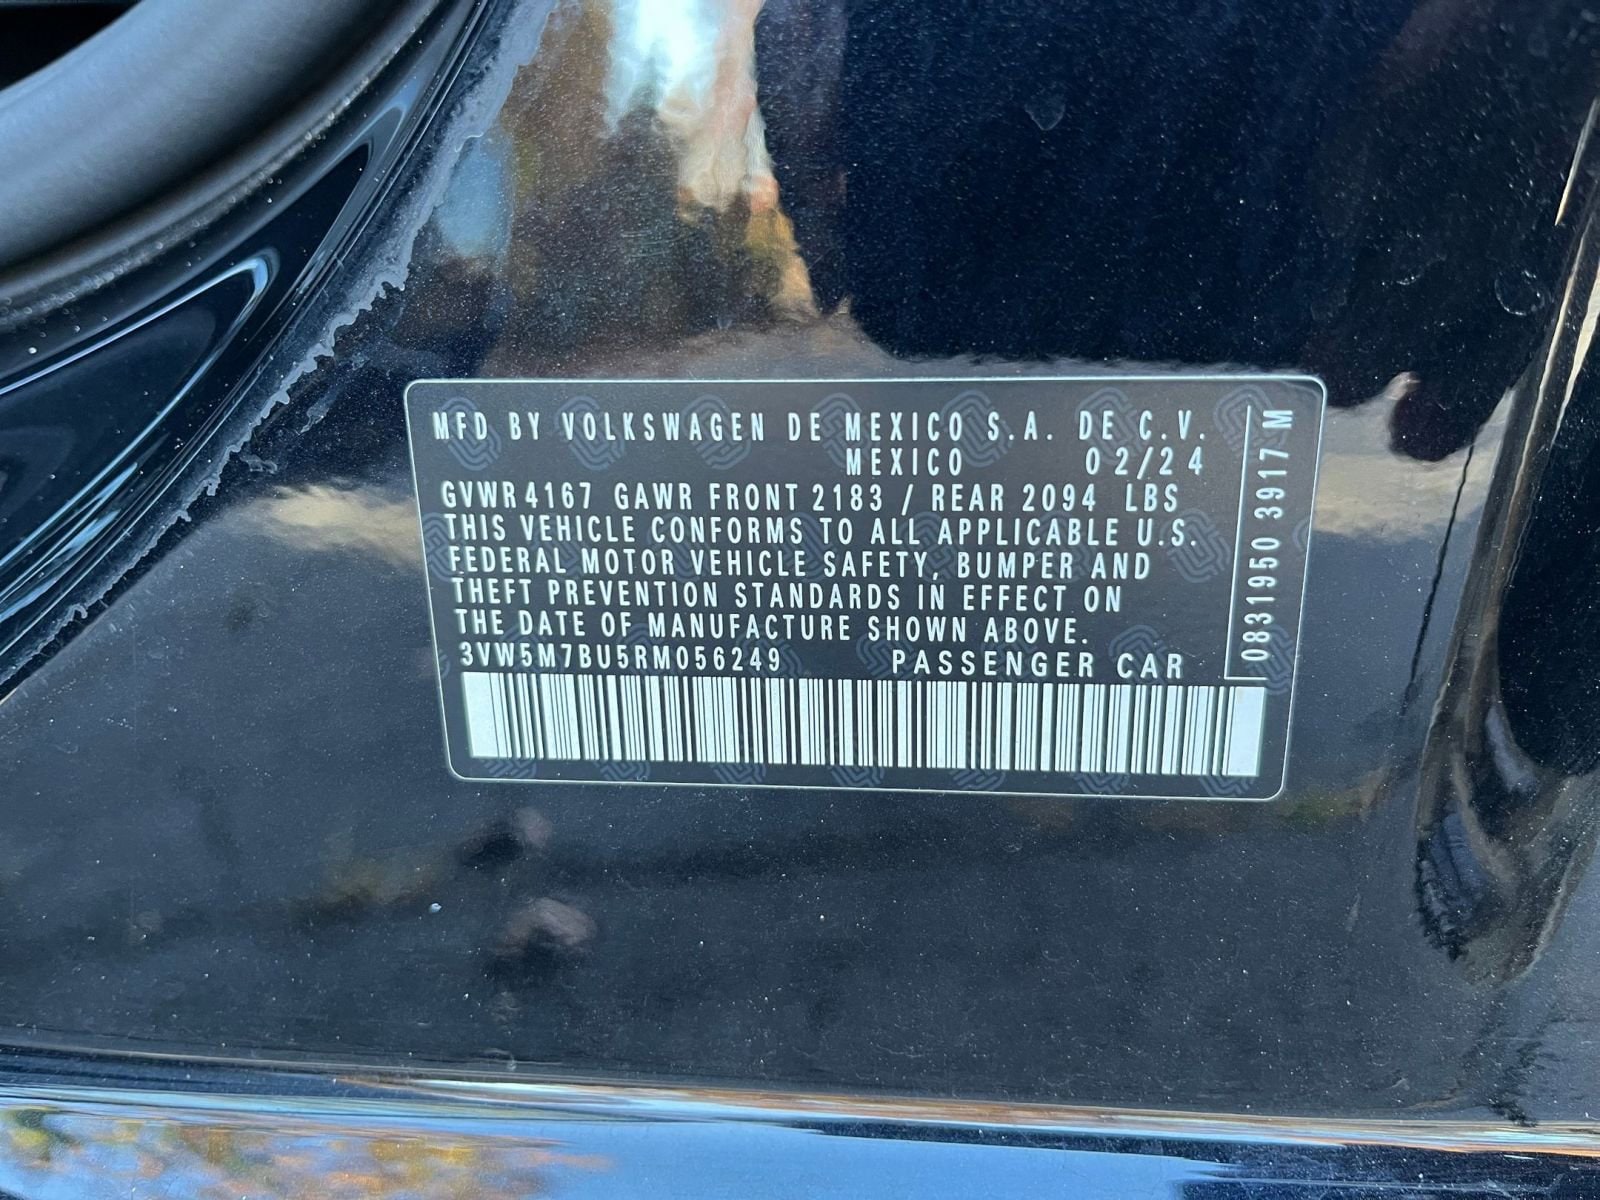 MFD BY VOLKSWAGEN DE MEXICO S.A. DE C.V.
MEXICO 02/24
GVWR 4167 GAWR FRONT 2183 / REAR 2094 LBS
THIS VEHICLE CONFORMS TO ALL APPLICABLE U.S.
FEDERAL MOTOR VEHICLE SAFETY, BUMPER AND
THEFT PREVENTION STANDARDS IN EFFECT ON
THE DATE OF MANUFACTURE SHOWN ABOVE.
3VW5M7BU5RM056249 PASSENGER CAR
0831950 3917 M